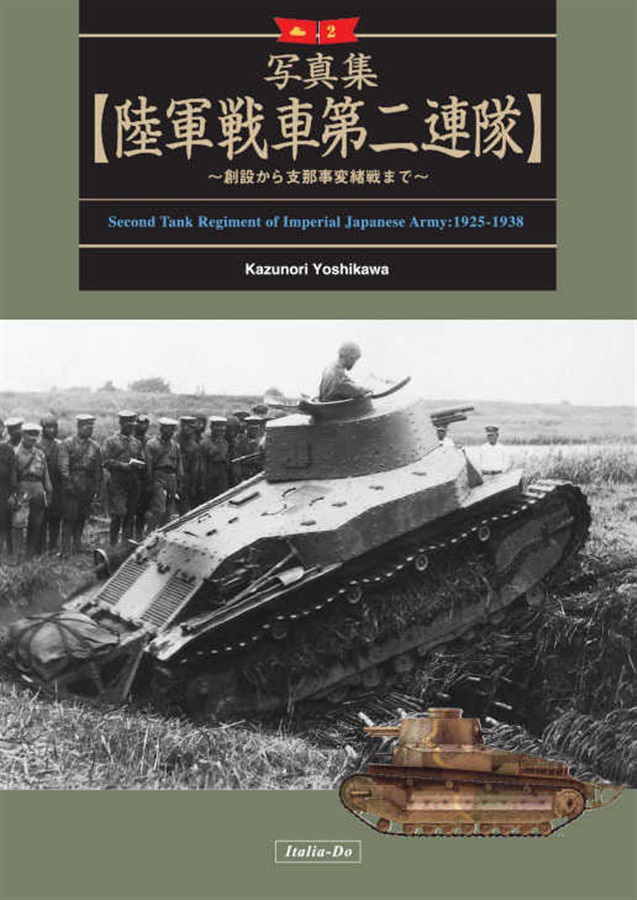 2
写真集
【陸軍戦車第二連隊】
〜創設から支那事変緒戦まで〜
Second Tank Regiment of Imperial Japanese Army:1925-1938
Kazunori Yoshikawa
Italia-Do